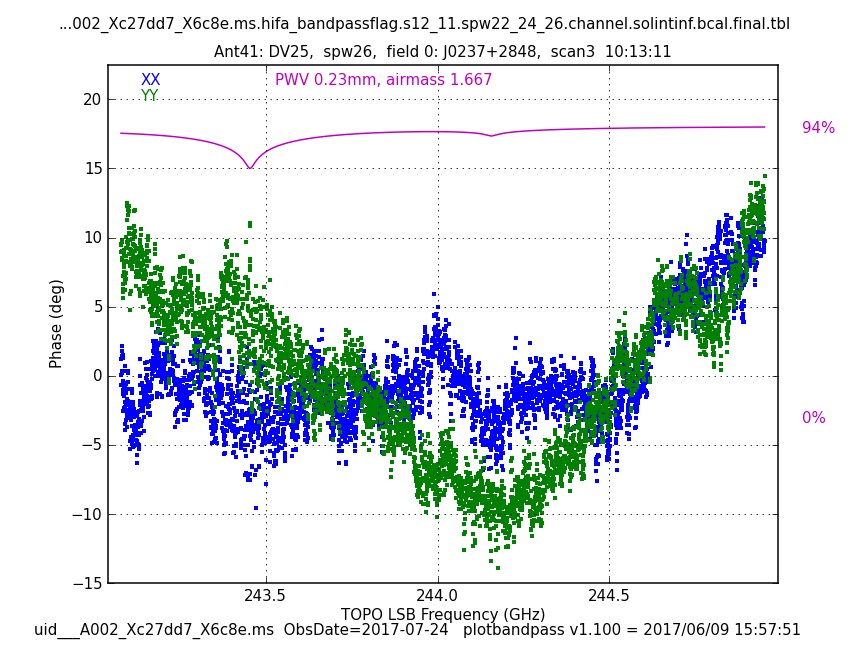 ...002_Xc27dd7_X6c8e.ms.hifa_bandpassflag.s12_11.spw22_24_26.channel.solintinf.bcal.final.tbl
Ant41: DV25,  spw26,  field 0: J0237+2848,  scan3  10:13:11
XX
PWV 0.23mm, airmass 1.667
YY
20
94%
15
10
5
Phase (deg)
0
0%
−5
−10
−15
243.5
244.0
244.5
TOPO LSB Frequency (GHz)
uid___A002_Xc27dd7_X6c8e.ms  ObsDate=2017-07-24   plotbandpass v1.100 = 2017/06/09 15:57:51